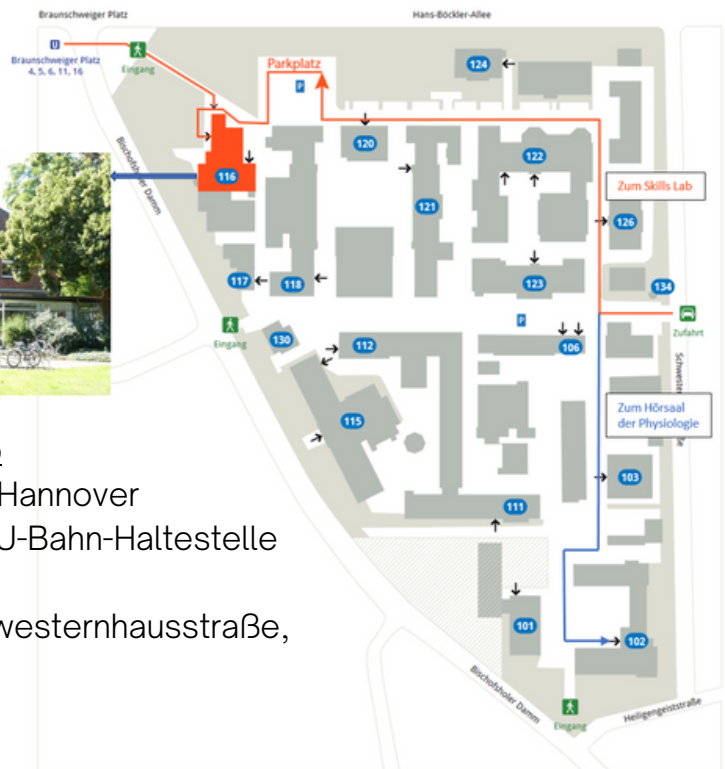 Braunschweiger Platz
Hans-Böckler-Allee
U
Braunschweiger Platz
4, 5, 6, 11, 16
Eingang
Parkplatz
P
124
120
122
116
121
Zum Skills Lab
126
Bischofsholer Damm
117
118
123
134
Eingang
130
P
Zufahrt
112
106
115
Zum Hörsaal
der Physiologie
103
Hannover
111
U-Bahn-Haltestelle
westernhausstraße,
101
102
Bischofsholer Damm
Eingang
Heiligengeiststraße